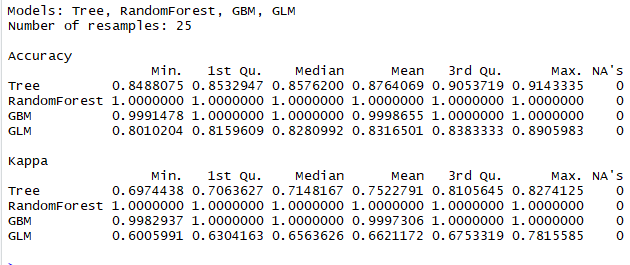 Models: Tree, RandomForest, GBM, GLM
Number of resamples: 25
Accuracy
Min. 1st Qu. Median Mean 3rd Qu. Max. NA's
Tree 0.8488075 0.8532947 0.8576200 0.8764069 0.9053719 0.9143335 0
RandomForest 1.0000000 1.0000000 1.0000000 1.0000000 1.0000000 1.0000000 0
GBM 0.9991478 1.0000000 1.0000000 0.9998655 1.0000000 1.0000000 0
GLM 0.8010204 0.8159609 0.8280992 0.8316501 0.8383333 0.8905983 0
Kappa
Min. 1st Qu. Median Mean 3rd Qu. Max. NA's
Tree 0.6974438 0.7063627 0.7148167 0.7522791 0.8105645 0.8274125 0
RandomForest 1.0000000 1.0000000 1.0000000 1.0000000 1.0000000 1.0000000 0
GBM 0.9982937 1.0000000 1.0000000 0.9997306 1.0000000 1.0000000 0
GLM 0.6005991 0.6304163 0.6563626 0.6621172 0.6753319 0.7815585 0